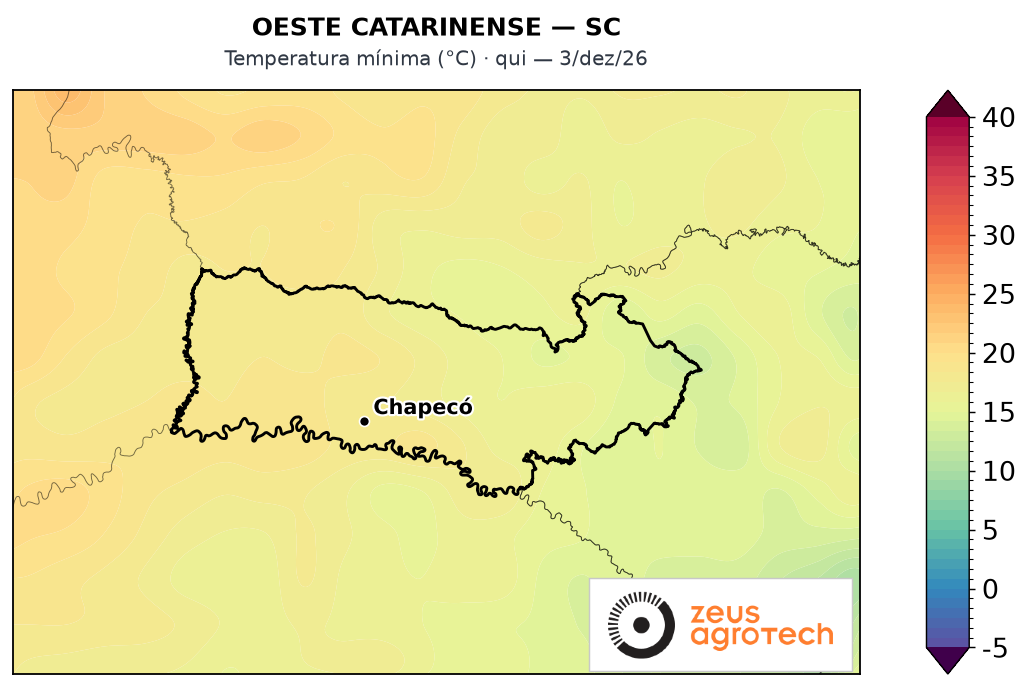 OESTE CATARINENSE — SC
Temperatura mínima (°C) · qui — 3/dez/26
Chapecó
40
35
30
25
20
15
10
5
0
-5
zeus
agrotech